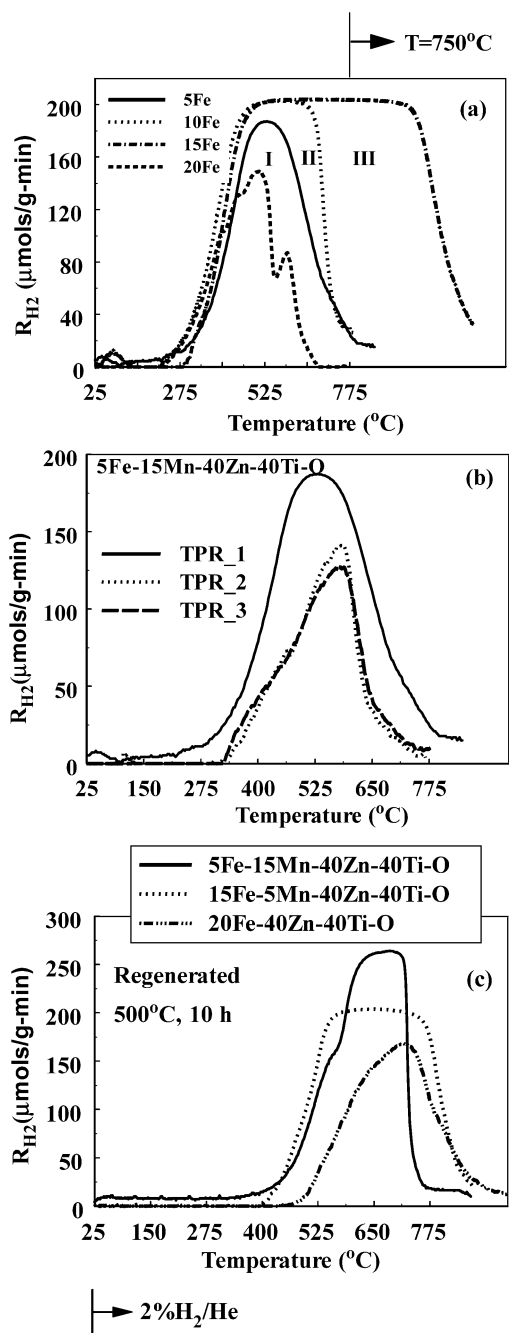 T=750°C
200
160
120
80
40
0
R_H2 (μmols/g-min)
5Fe
10Fe
15Fe
20Fe
(a)
I II III
25 275 525 775
Temperature (°C)
200
150
100
50
0
R_H2(μmols/g-min)
5Fe-15Mn-40Zn-40Ti-O
(b)
TPR_1
TPR_2
TPR_3
25 150 275 400 525 650 775
Temperature (°C)
5Fe-15Mn-40Zn-40Ti-O
15Fe-5Mn-40Zn-40Ti-O
20Fe-40Zn-40Ti-O
300
250
200
150
100
50
0
R_H2(μmols/g-min)
(c)
Regenerated
500°C, 10 h
25 150 275 400 525 650 775
Temperature (°C)
2%H2/He